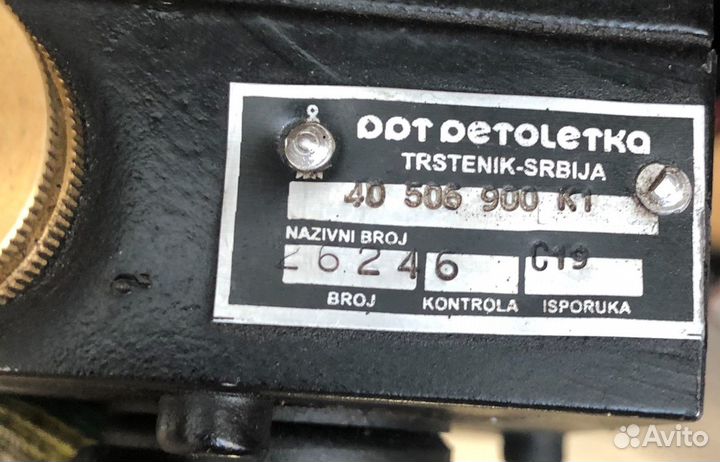 PPT PETOLETKA
TRSTENIK-SRBIJA
40 506 900 K1
NAZIVNI BROJ
26246 C19
BROJ KONTROLA ISPORUKA
Avito